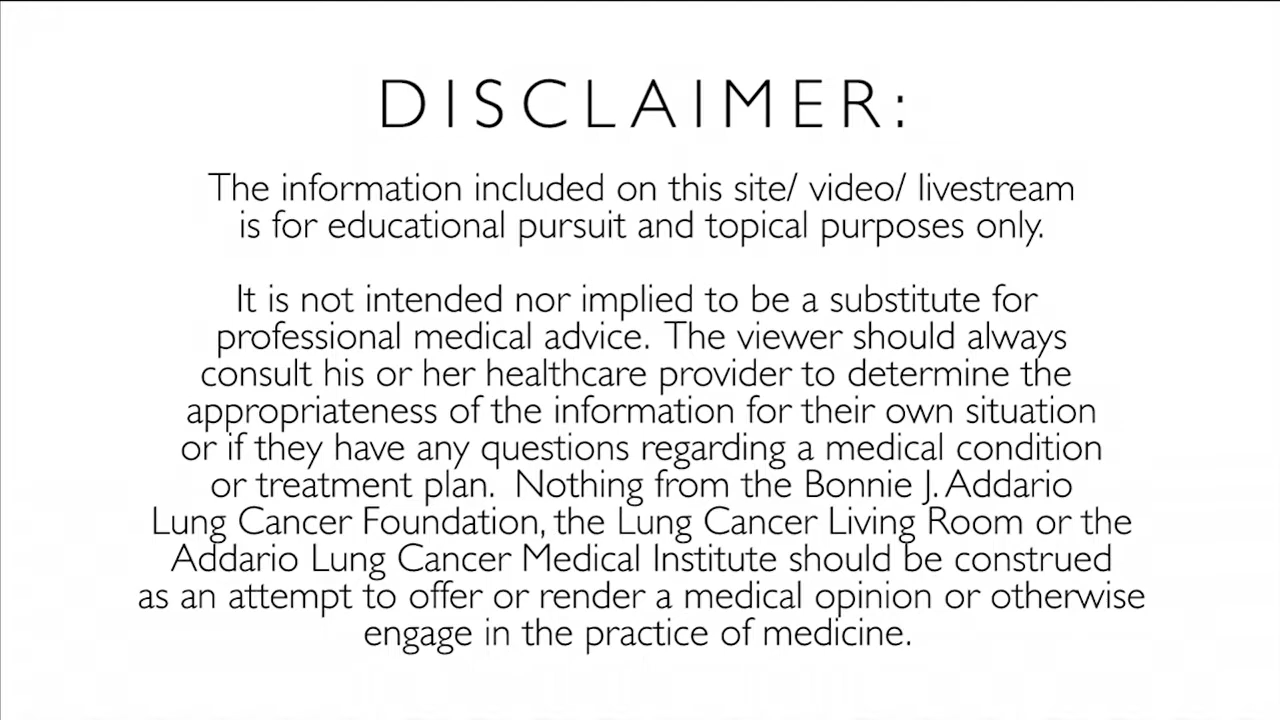 DISCLAIMER:
The information included on this site/ video/ livestream
is for educational pursuit and topical purposes only.
It is not intended nor implied to be a substitute for
professional medical advice. The viewer should always
consult his or her healthcare provider to determine the
appropriateness of the information for their own situation
or if they have any questions regarding a medical condition
or treatment plan. Nothing from the Bonnie J. Addario
Lung Cancer Foundation, the Lung Cancer Living Room or the
Addario Lung Cancer Medical Institute should be construed
as an attempt to offer or render a medical opinion or otherwise
engage in the practice of medicine.